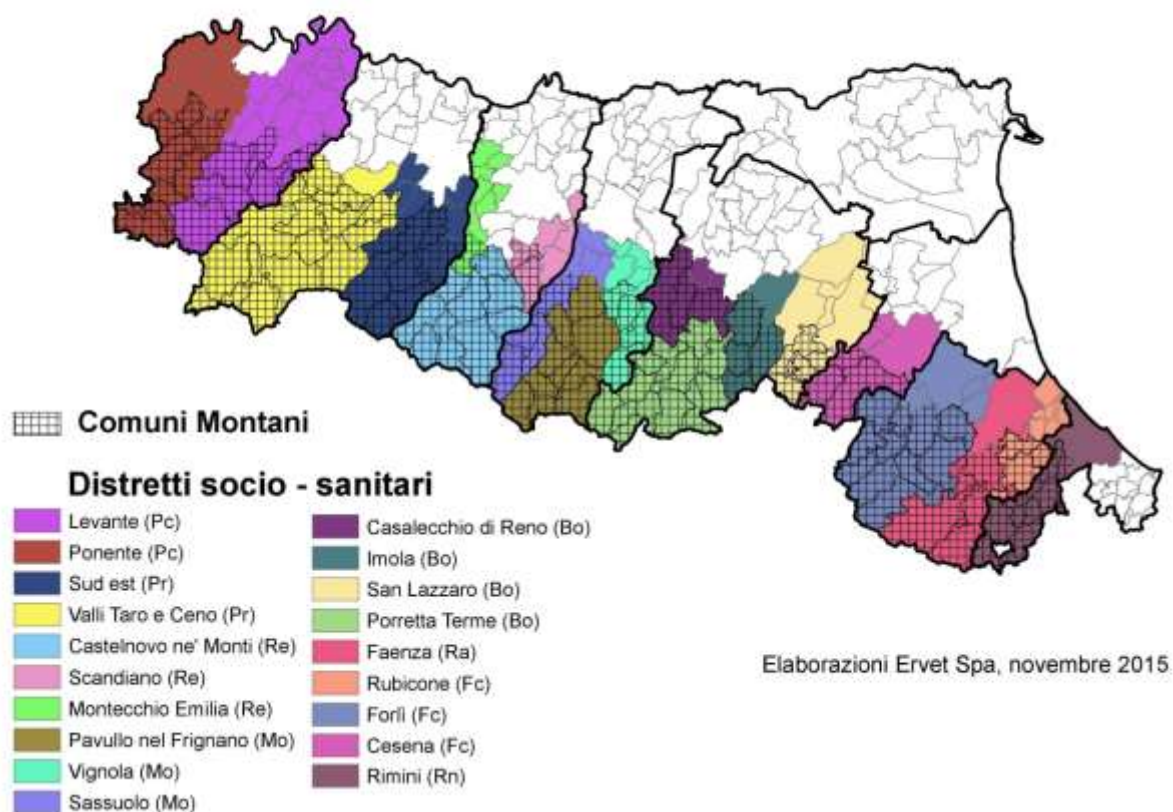 Comuni Montani
Distretti socio - sanitari
Levante (Pc)
Ponente (Pc)
Sud est (Pr)
Valli Taro e Ceno (Pr)
Castelnovo ne' Monti (Re)
Scandiano (Re)
Montecchio Emilia (Re)
Pavullo nel Frignano (Mo)
Vignola (Mo)
Sassuolo (Mo)
Casalecchio di Reno (Bo)
Imola (Bo)
San Lazzaro (Bo)
Porretta Terme (Bo)
Faenza (Ra)
Rubicone (Fc)
Forlì (Fc)
Cesena (Fc)
Rimini (Rn)
Elaborazioni Ervet Spa, novembre 2015